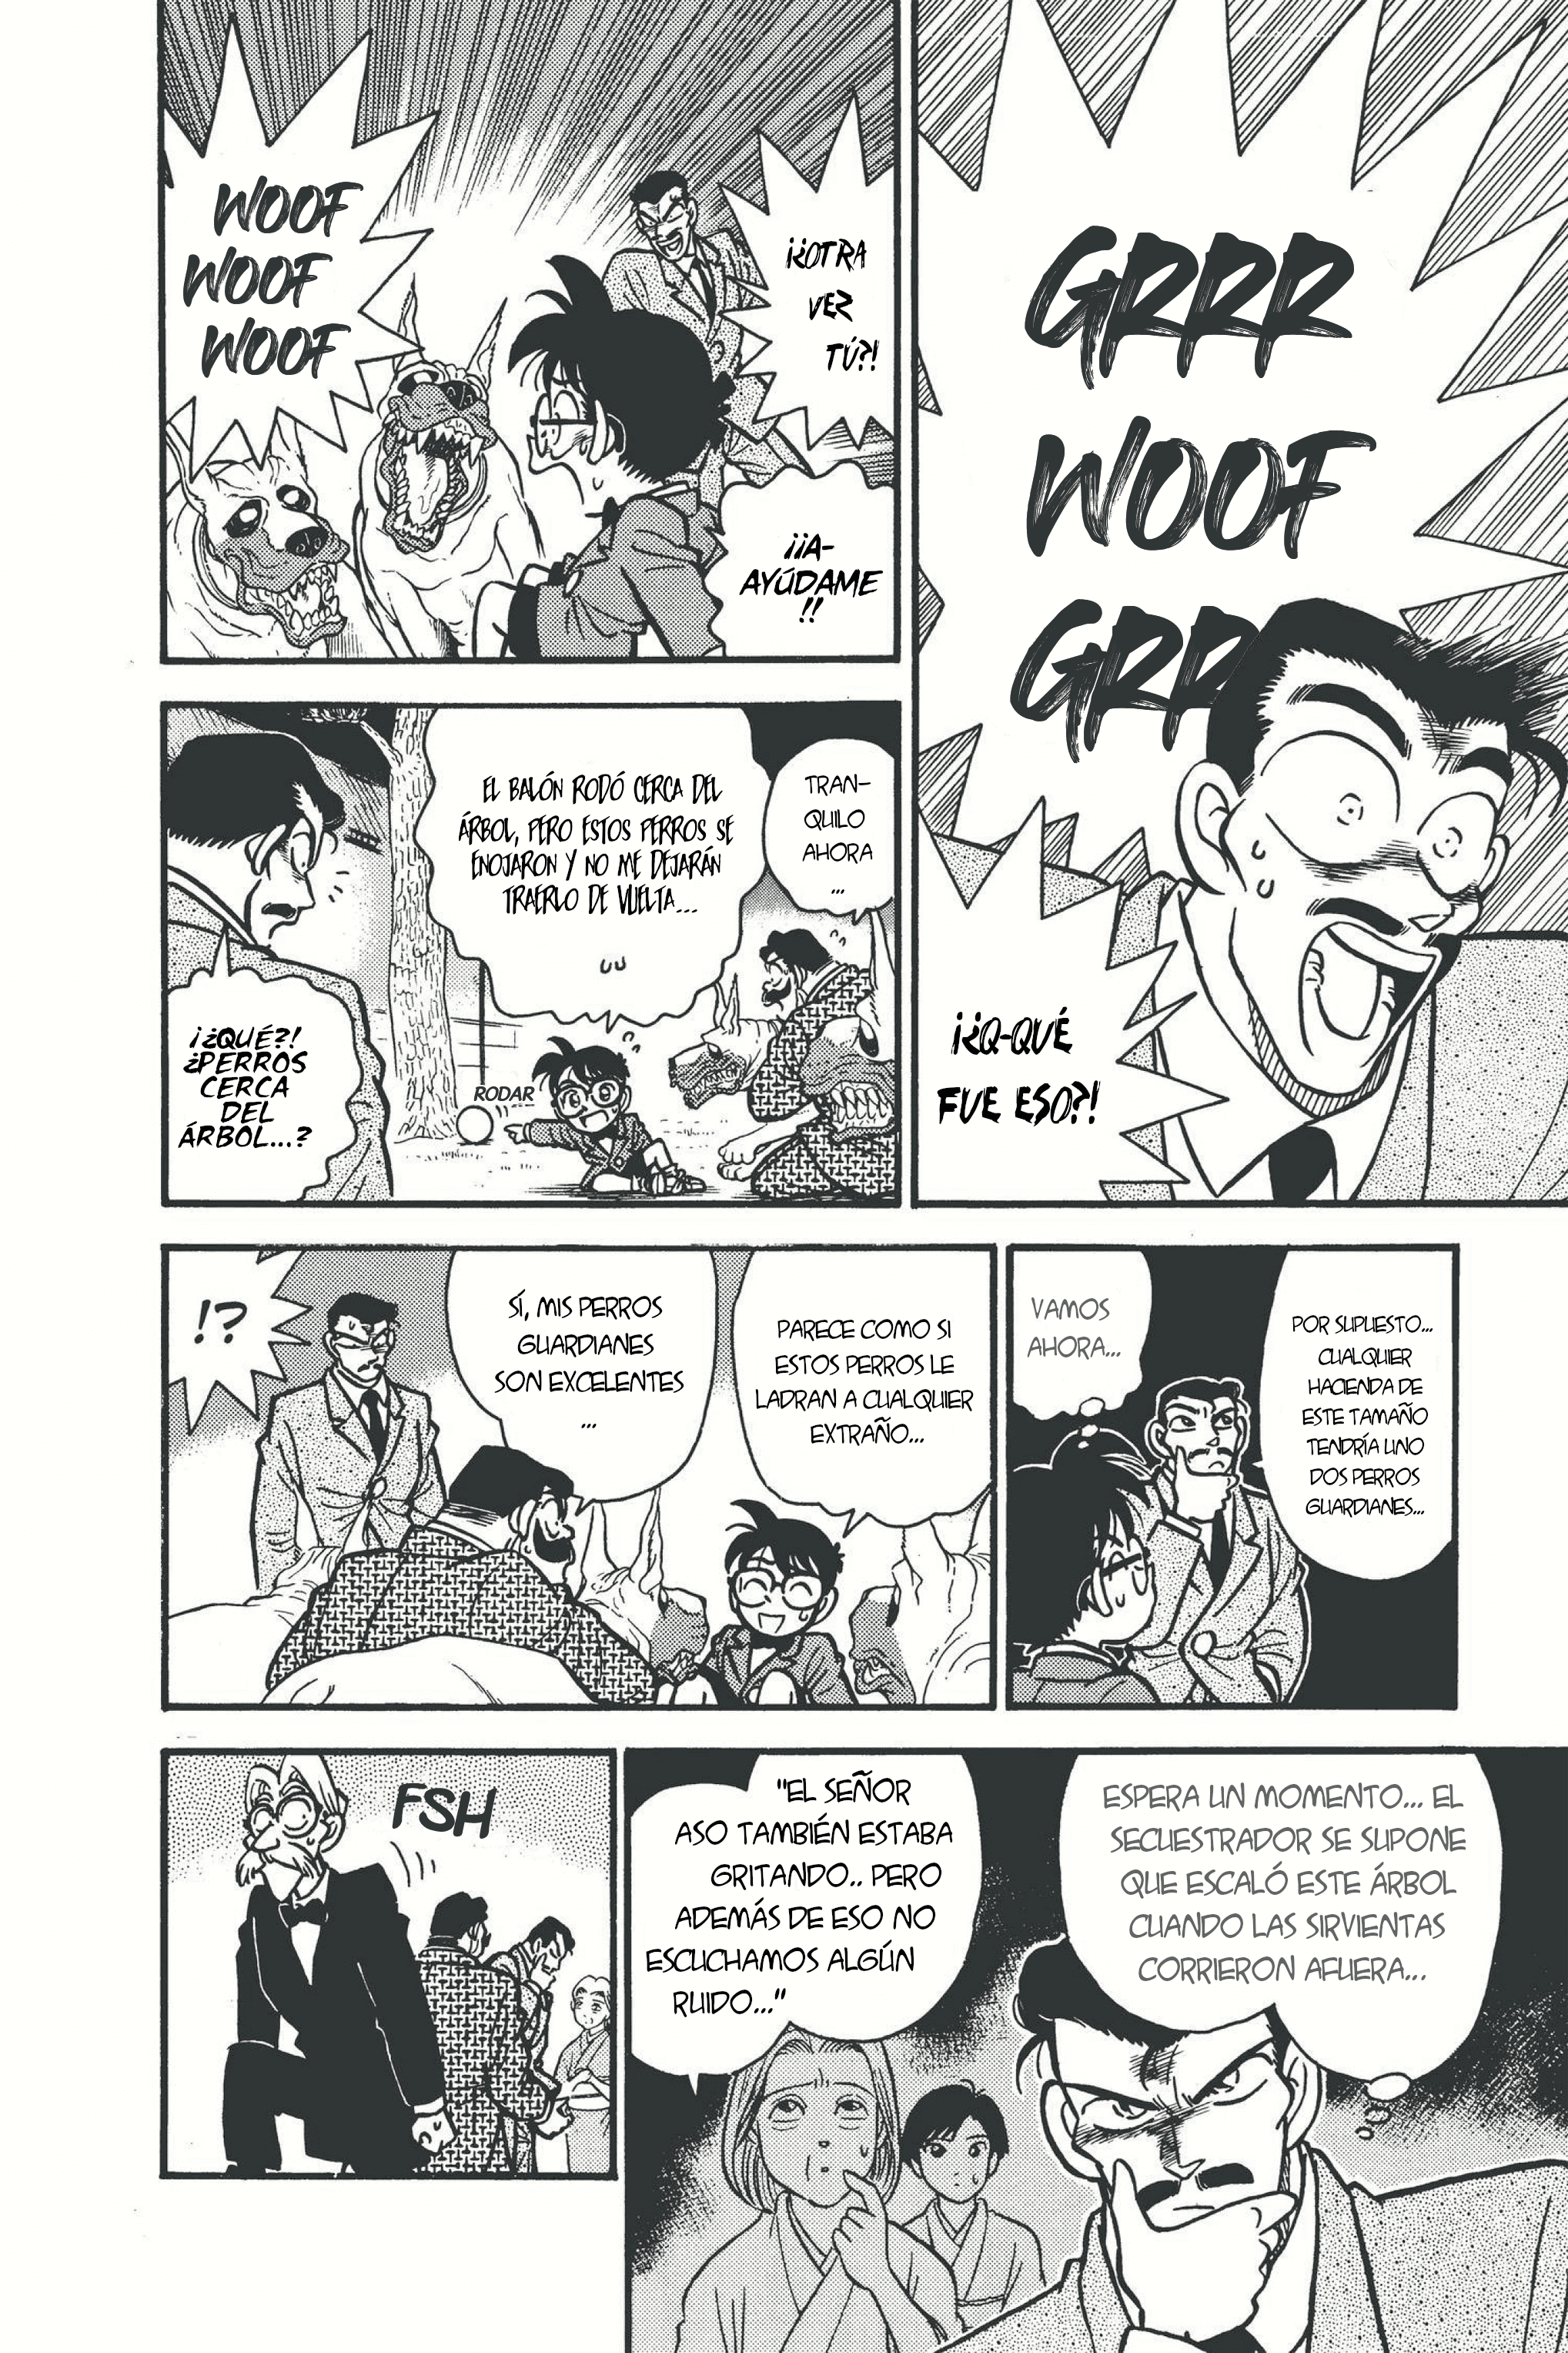 GRRR
WOOF
GRR
¡¿Q-QUÉ
FUE ESO?!
¡¿OTRA
VEZ
TÚ?!
WOOF
WOOF
WOOF
¡¡A-
AYÚDAME
!!
TRAN-
QUILO
AHORA
...
EL BALÓN RODÓ CERCA DEL
ÁRBOL, PERO ESTOS PERROS SE
ENOJARON Y NO ME DEJARÁN
TRAERLO DE VUELTA...
RODAR
¡¿QUÉ?!
¿PERROS
CERCA
DEL
ÁRBOL...?
POR SUPUESTO...
CUALQUIER
HACIENDA DE
ESTE TAMAÑO
TENDRÍA UNO
DOS PERROS
GUARDIANES...
VAMOS
AHORA...
PARECE COMO SI
ESTOS PERROS LE
LADRAN A CUALQUIER
EXTRAÑO...
SÍ, MIS PERROS
GUARDIANES
SON EXCELENTES
...
!?
ESPERA UN MOMENTO... EL
SECUESTRADOR SE SUPONE
QUE ESCALÓ ESTE ÁRBOL
CUANDO LAS SIRVIENTAS
CORRIERON AFUERA...
"EL SEÑOR
ASO TAMBIÉN ESTABA
GRITANDO.. PERO
ADEMÁS DE ESO NO
ESCUCHAMOS ALGÚN
RUIDO..."
FSH